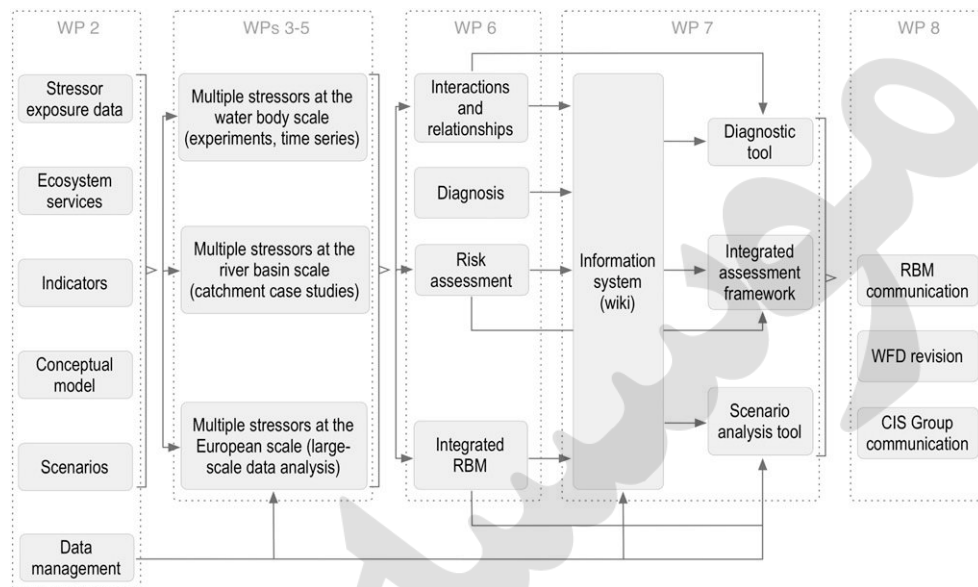 WP 2
Stressor
exposure data
Ecosystem
services
Indicators
Conceptual
model
Scenarios
Data
management
WPs 3-5
Multiple stressors at the
water body scale
(experiments, time series)
Multiple stressors at the
river basin scale
(catchment case studies)
Multiple stressors at the
European scale (large-
scale data analysis)
WP 6
Interactions
and
relationships
Diagnosis
Risk
assessment
Integrated
RBM
WP 7
Information
system
(wiki)
Diagnostic
tool
Integrated
assessment
framework
Scenario
analysis tool
WP 8
RBM
communication
WFD revision
CIS Group
communication